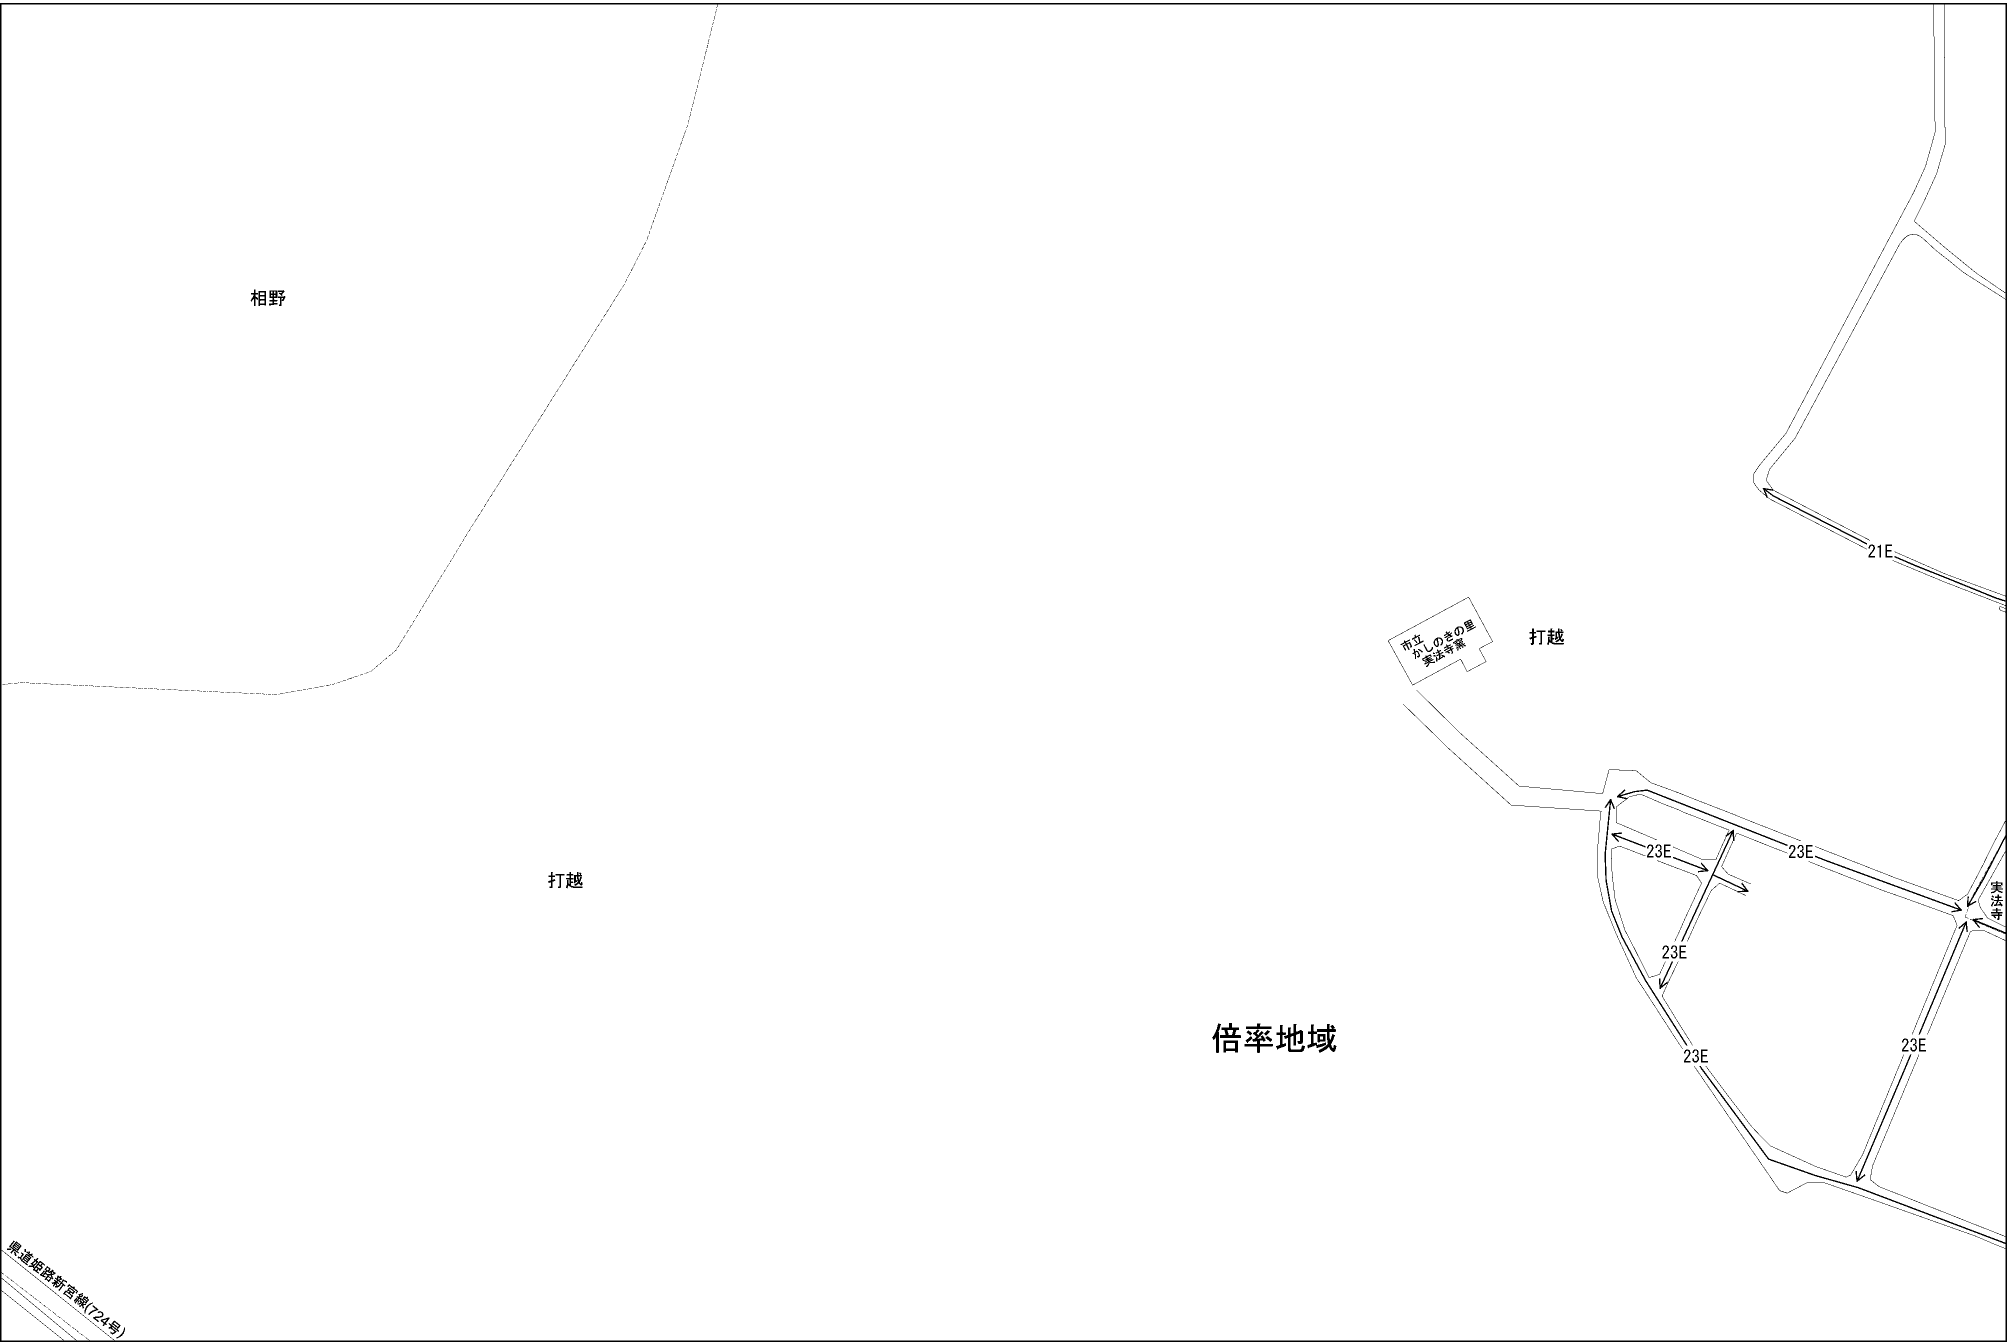 相野
21E
市立
かしのきの里
実法寺窯
打越
23E
23E
打越
実法寺
23E
倍率地域
23E
23E
県道姫路新宮線(724号)